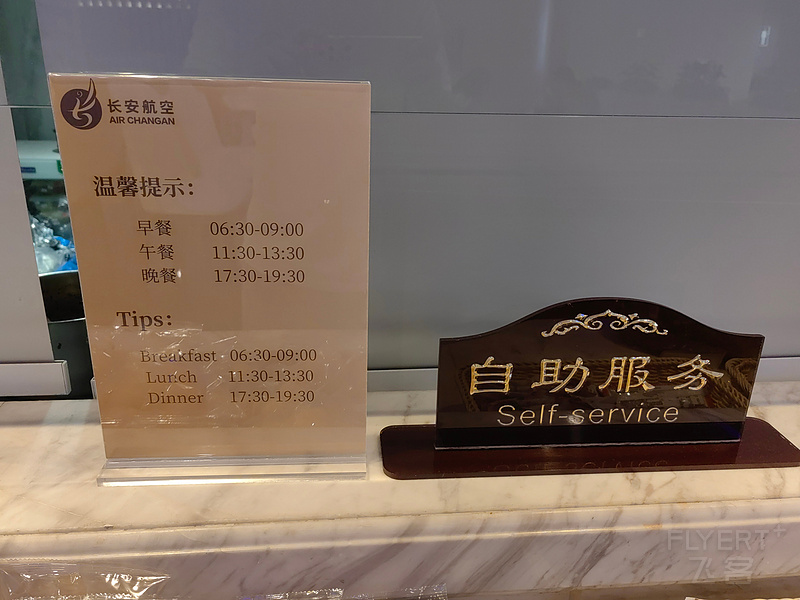 长安航空
AIR CHANGAN
温馨提示：
早餐 06:30-09:00
午餐 11:30-13:30
晚餐 17:30-19:30
Tips:
Breakfast 06:30-09:00
Lunch 11:30-13:30
Dinner 17:30-19:30
自助服务
Self-service
FLYERT+
飞客